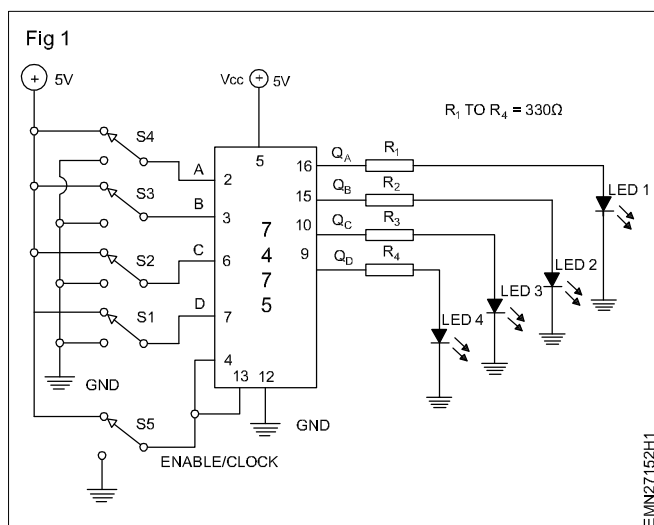 Fig 1
5V
Vcc
5V
R1 TO R4 = 330Ω
S4
A
2
5
16
QA
R1
LED 1
S3
B
3
15
QB
R2
7
4
7
5
10
QC
R3
S2
C
6
9
QD
R4
LED 2
LED 3
S1
D
7
LED 4
4
GND
13
12
S5
GND
ENABLE/CLOCK
EMN27152H1